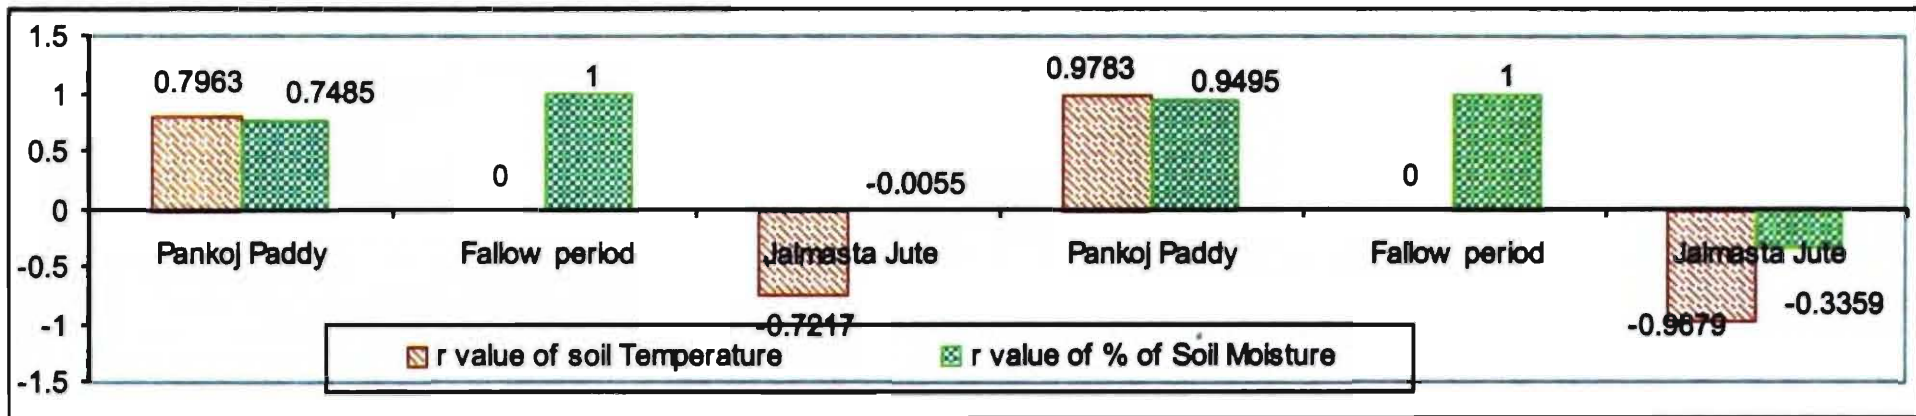 1.5
1
0.5
0
-0.5
-1
-1.5
0.7963 0.7485 0 1 -0.0055 0.9783 0.9495 0 1
Pankoj Paddy Fallow period Jalmasta Jute Pankoj Paddy Fallow period Jalmasta Jute
-0.7217 -0.3359
r value of soil Temperature r value of % of Soil Moisture